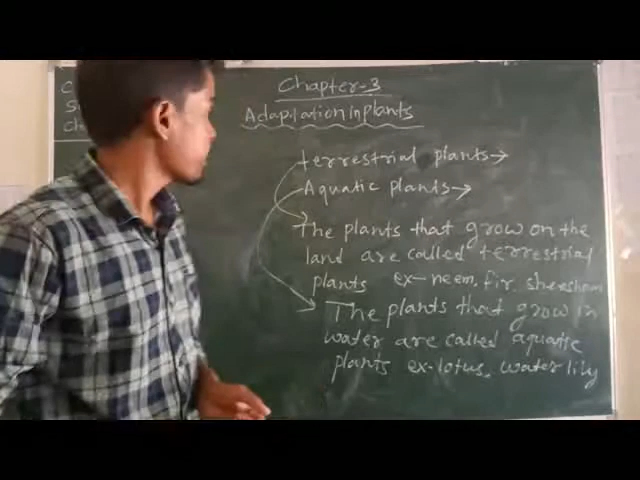 Chapter-3
Adaptation in plants
terrestrial plants→
Aquatic plants→
The plants that grow on the
land are called terrestrial
plants ex- neem, fir, sheesham
The plants that grow in
water are called aquatic
plants ex-lotus, water lily